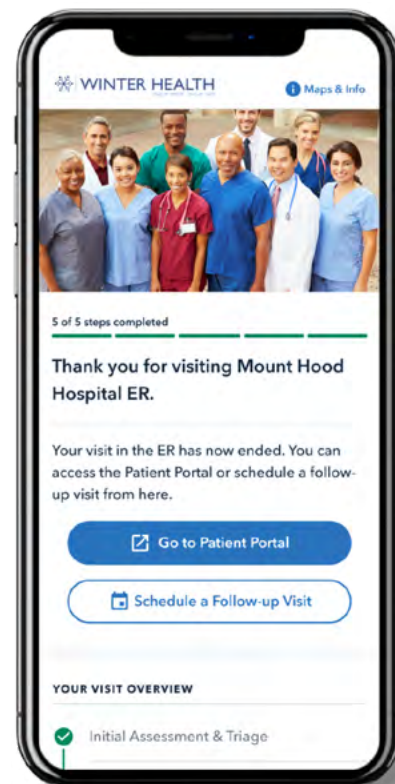 WINTER HEALTH
Maps & Info
5 of 5 steps completed
Thank you for visiting Mount Hood
Hospital ER.
Your visit in the ER has now ended. You can
access the Patient Portal or schedule a follow-
up visit from here.
Go to Patient Portal
Schedule a Follow-up Visit
YOUR VISIT OVERVIEW
Initial Assessment & Triage